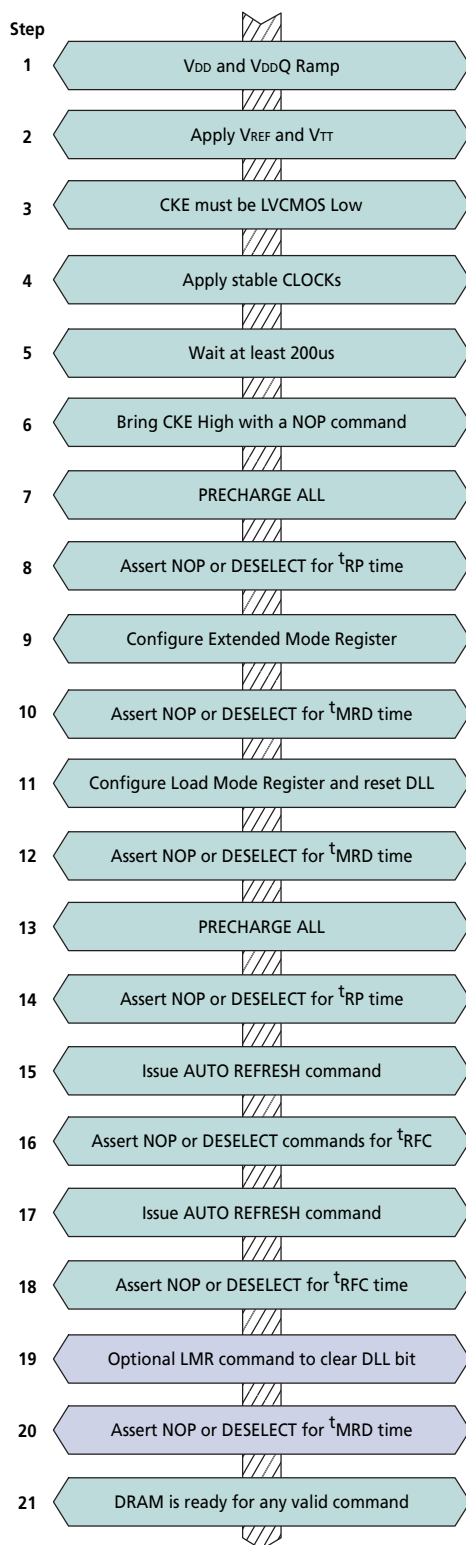 Step
1 VDD and VDDQ Ramp
2 Apply VREF and VTT
3 CKE must be LVCMOS Low
4 Apply stable CLOCKs
5 Wait at least 200us
6 Bring CKE High with a NOP command
7 PRECHARGE ALL
8 Assert NOP or DESELECT for tRP time
9 Configure Extended Mode Register
10 Assert NOP or DESELECT for tMRD time
11 Configure Load Mode Register and reset DLL
12 Assert NOP or DESELECT for tMRD time
13 PRECHARGE ALL
14 Assert NOP or DESELECT for tRP time
15 Issue AUTO REFRESH command
16 Assert NOP or DESELECT commands for tRFC
17 Issue AUTO REFRESH command
18 Assert NOP or DESELECT for tRFC time
19 Optional LMR command to clear DLL bit
20 Assert NOP or DESELECT for tMRD time
21 DRAM is ready for any valid command